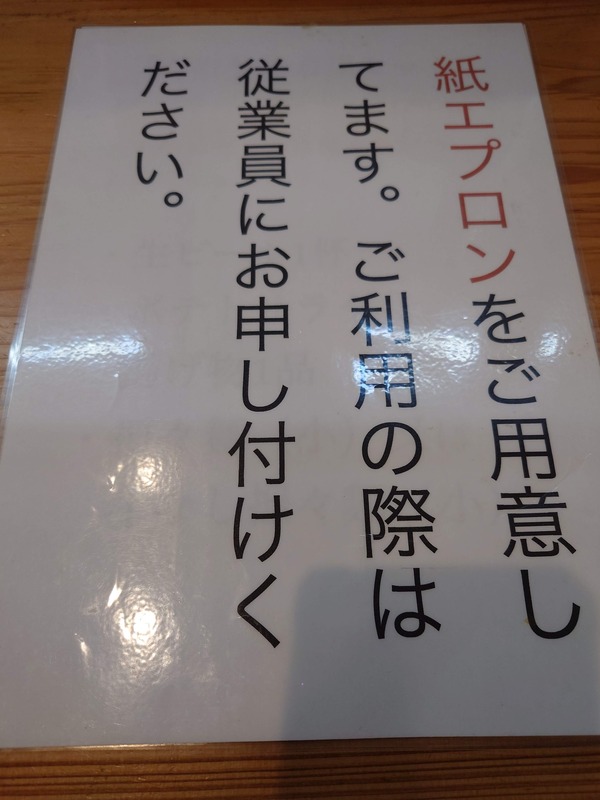 紙エプロンをご用意し
てます。ご利用の際は
従業員にお申し付けく
ださい。